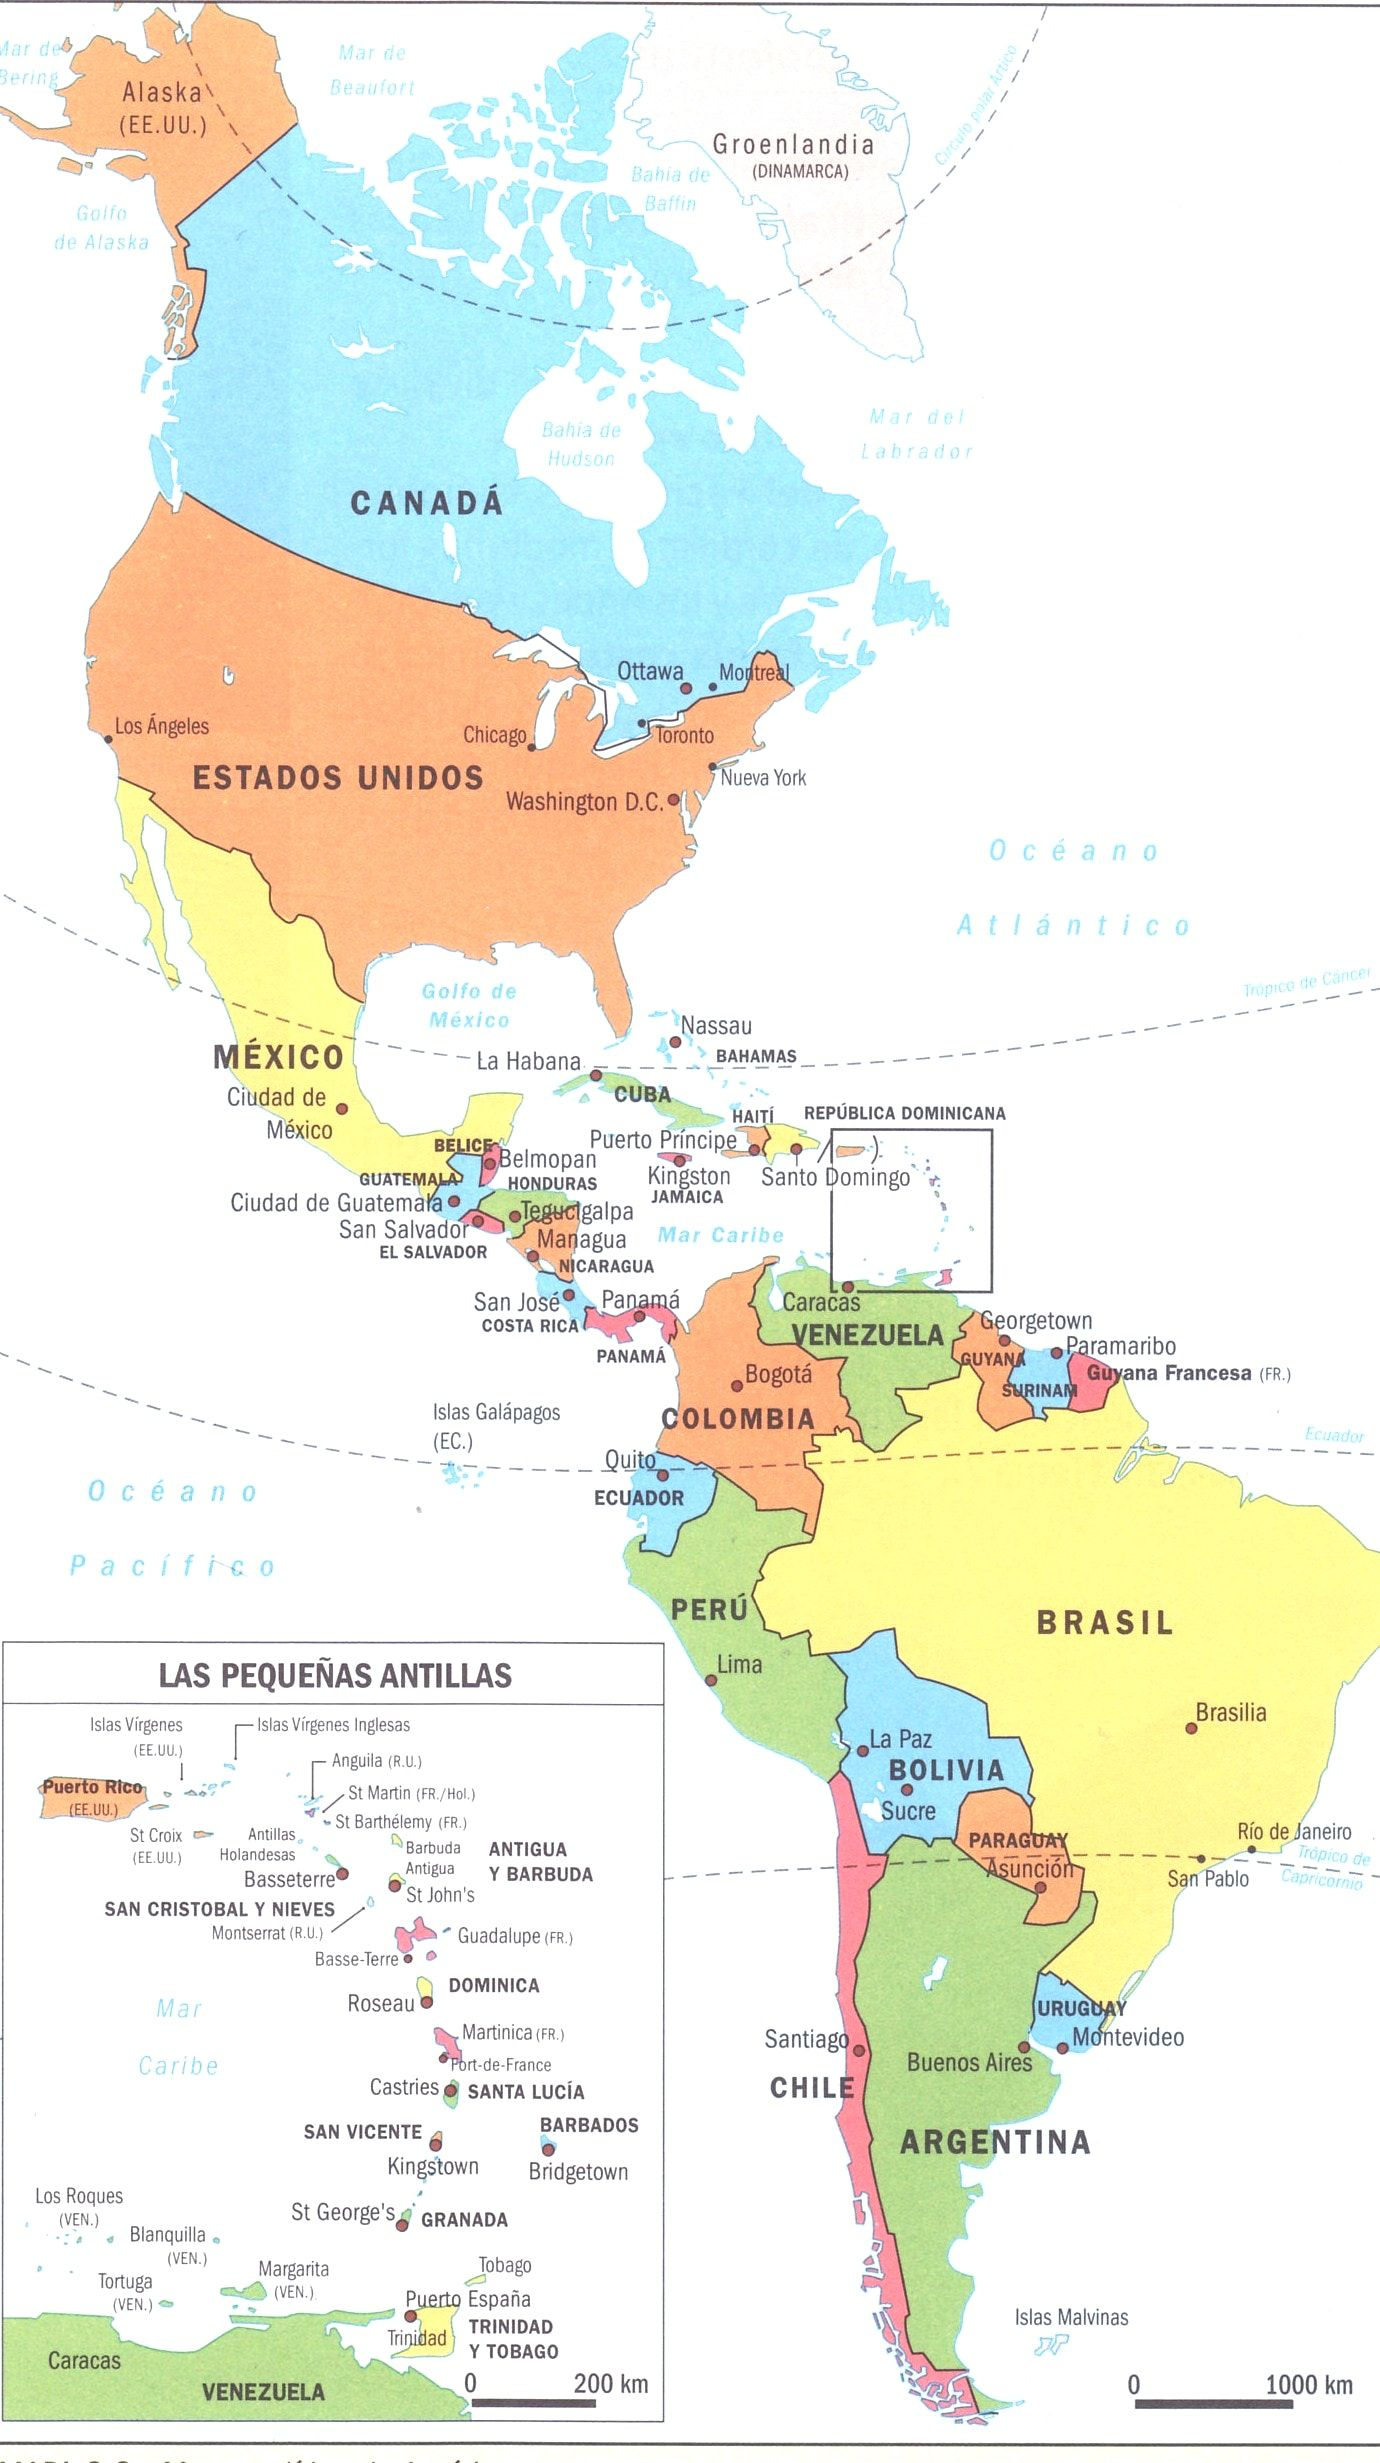 Mar de
Bering
Alaska
(EE.UU.)
Mar de
Beaufort
Groenlandia
(DINAMARCA)
Círculo polar Ártico
Bahía de
Baffin
Golfo
de Alaska
Mar del
Labrador
Bahía de
Hudson
CANADÁ
Ottawa
Montreal
Los Ángeles
Chicago
Toronto
ESTADOS UNIDOS
Nueva York
Washington D.C.
Océano
Atlántico
Trópico de Cáncer
Golfo de
México
Nassau
BAHAMAS
MÉXICO
La Habana
CUBA
Ciudad de
México
HAITÍ
REPÚBLICA DOMINICANA
Puerto Príncipe
BELICE
Belmopan
Kingston
JAMAICA
Santo Domingo
GUATEMALA
HONDURAS
Ciudad de Guatemala
Tegucigalpa
San Salvador
EL SALVADOR
Managua
NICARAGUA
Mar Caribe
San José
COSTA RICA
Panamá
PANAMÁ
Caracas
VENEZUELA
Georgetown
GUYANA
Paramaribo
SURINAM
Guyana Francesa (FR.)
Bogotá
COLOMBIA
Islas Galápagos
(EC.)
Ecuador
Quito
ECUADOR
Océano
Pacífico
PERÚ
BRASIL
Lima
Brasilia
La Paz
BOLIVIA
Sucre
PARAGUAY
Asunción
Río de Janeiro
San Pablo
Trópico de
Capricornio
URUGUAY
Montevideo
Santiago
Buenos Aires
CHILE
ARGENTINA
Islas Malvinas
0 1000 km
LAS PEQUEÑAS ANTILLAS
Islas Vírgenes
(EE.UU.)
Islas Vírgenes Inglesas
Anguila (R.U.)
Puerto Rico
(EE.UU.)
St Martin (FR./Hol.)
St Barthélemy (FR.)
St Croix
(EE.UU.)
Antillas
Holandesas
Barbuda
Antigua
ANTIGUA
Y BARBUDA
Basseterre
St John's
SAN CRISTOBAL Y NIEVES
Montserrat (R.U.)
Guadalupe (FR.)
Basse-Terre
DOMINICA
Roseau
Mar
Caribe
Martinica (FR.)
Fort-de-France
Castries
SANTA LUCÍA
SAN VICENTE
Kingstown
BARBADOS
Bridgetown
Los Roques
(VEN.)
St George's
GRANADA
Blanquilla
(VEN.)
Tortuga
(VEN.)
Margarita
(VEN.)
Tobago
Puerto España
Trinidad
TRINIDAD
Y TOBAGO
Caracas
VENEZUELA
0 200 km